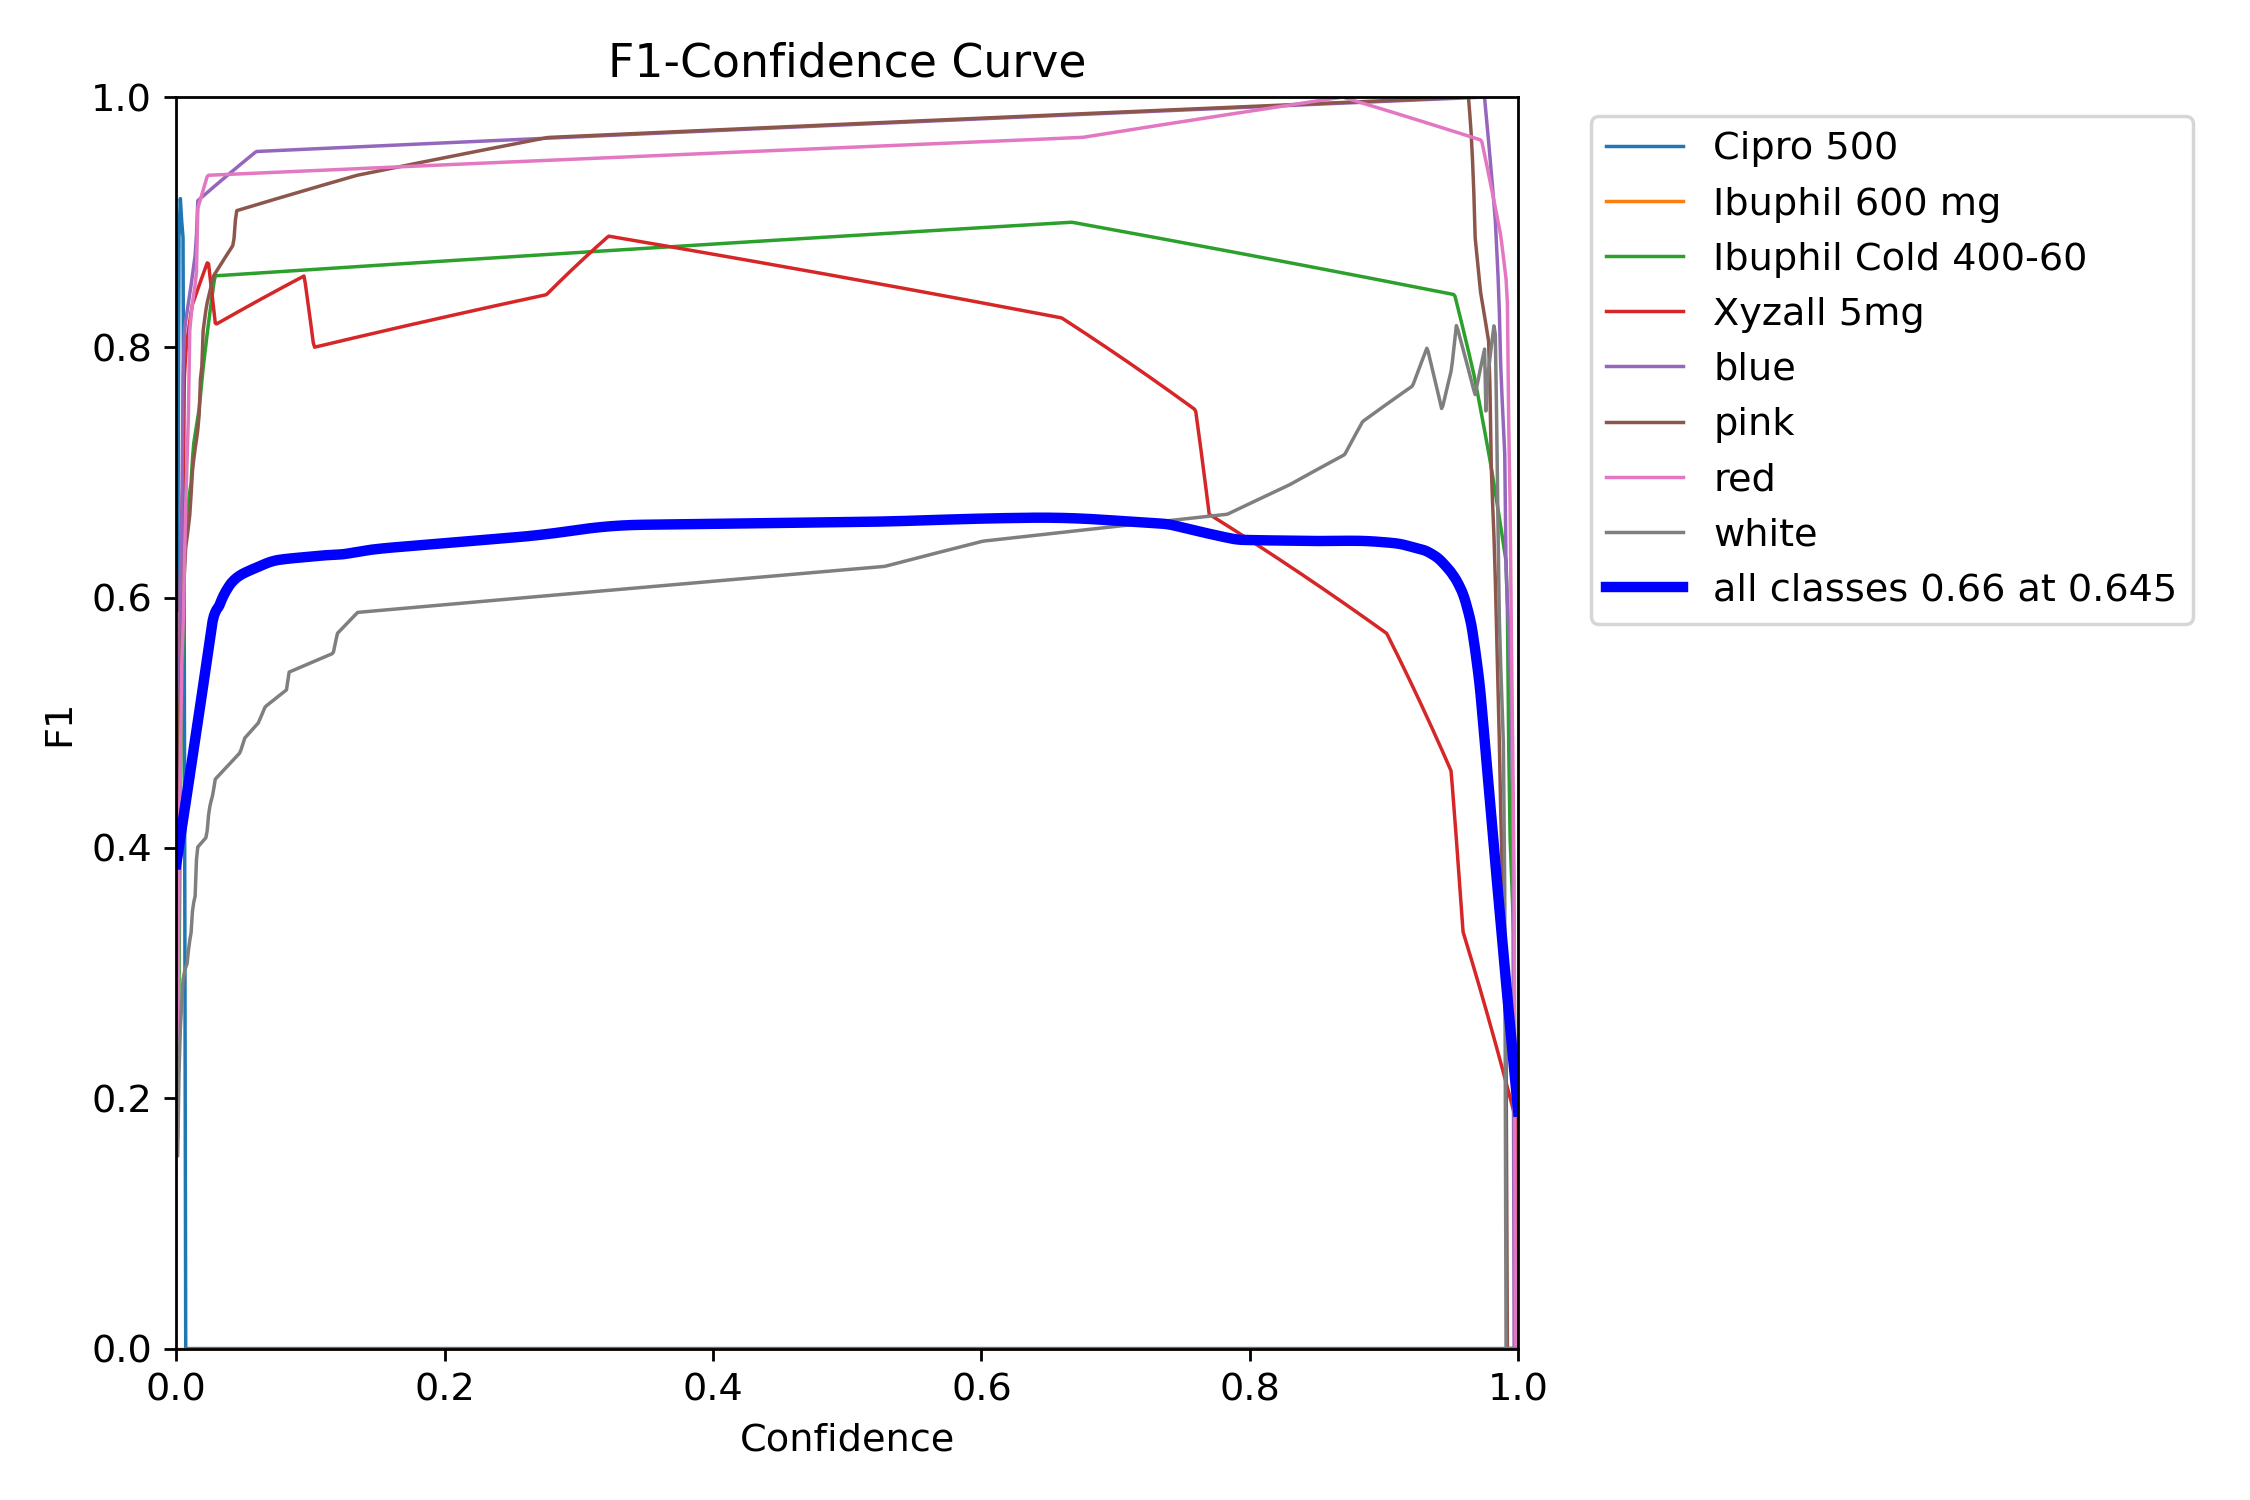 F1-Confidence Curve
1.0
0.8
0.6
0.4
0.2
0.0
F1
0.0 0.2 0.4 0.6 0.8 1.0
Confidence
Cipro 500
Ibuphil 600 mg
Ibuphil Cold 400-60
Xyzall 5mg
blue
pink
red
white
all classes 0.66 at 0.645